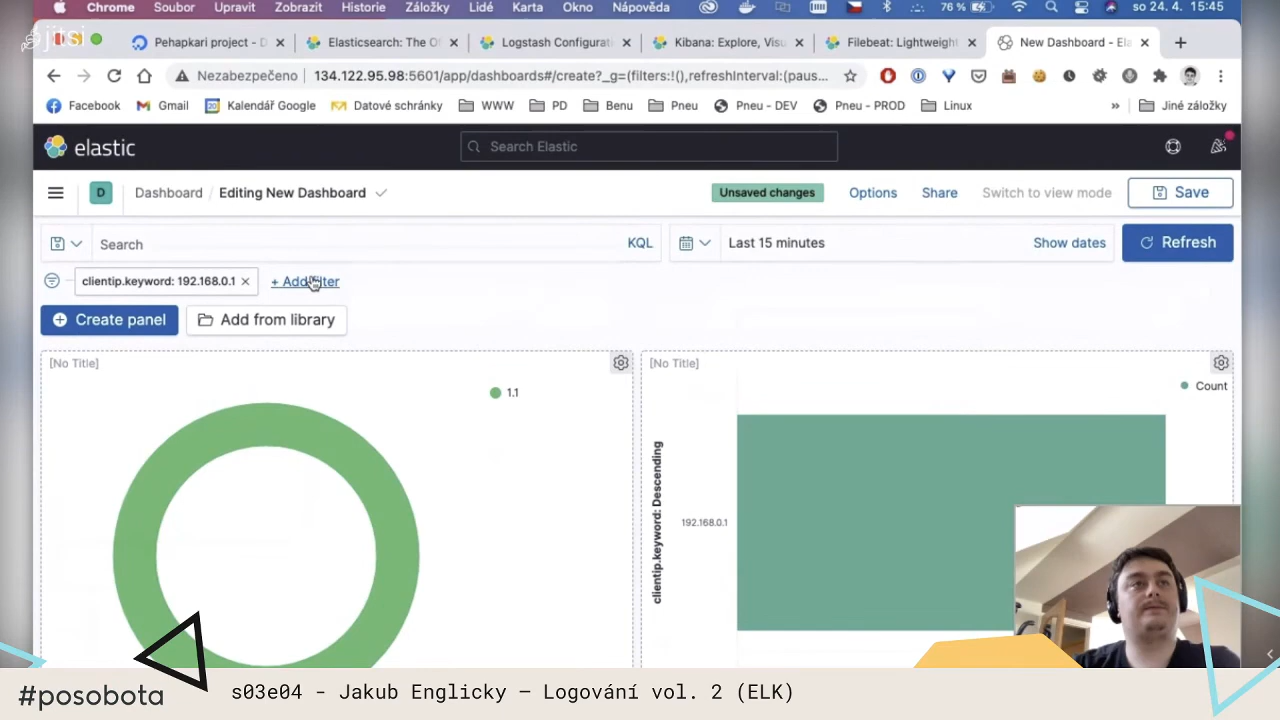 Chrome Soubor Upravit Zobrazit Historie Záložky Lidé Karta Okno Nápověda 76 % so 24. 4. 15:45
jitsi
Pehapkari project - D Elasticsearch: The Of Logstash Configurati Kibana: Explore, Visu Filebeat: Lightweight New Dashboard - Ela
Nezabezpečeno 134.122.95.98:5601/app/dashboards#/create?_g=(filters:!(),refreshInterval:(paus...
Facebook Gmail Kalendář Google Datové schránky WWW PD Benu Pneu Pneu - DEV Pneu - PROD Linux » Jiné záložky
elastic Search Elastic
D Dashboard / Editing New Dashboard Unsaved changes Options Share Switch to view mode Save
Search KQL Last 15 minutes Show dates Refresh
clientip.keyword: 192.168.0.1 × + Add filter
Create panel Add from library
[No Title] [No Title]
1.1 Count
clientip.keyword: Descending
192.168.0.1
#posobota s03e04 - Jakub Englicky – Logování vol. 2 (ELK)